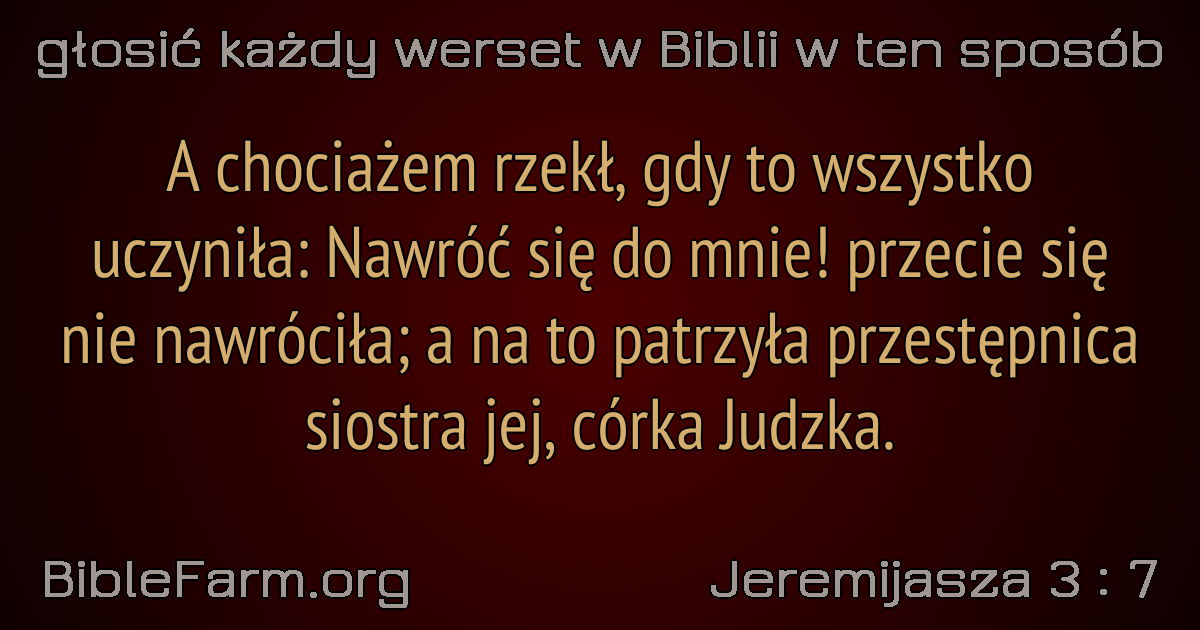 głosić każdy werset w Biblii w ten sposób
A chociażem rzekł, gdy to wszystko
uczyniła: Nawróć się do mnie! przecie się
nie nawróciła; a na to patrzyła przestępnica
siostra jej, córka Judzka.
BibleFarm.org
Jeremijasza 3 : 7